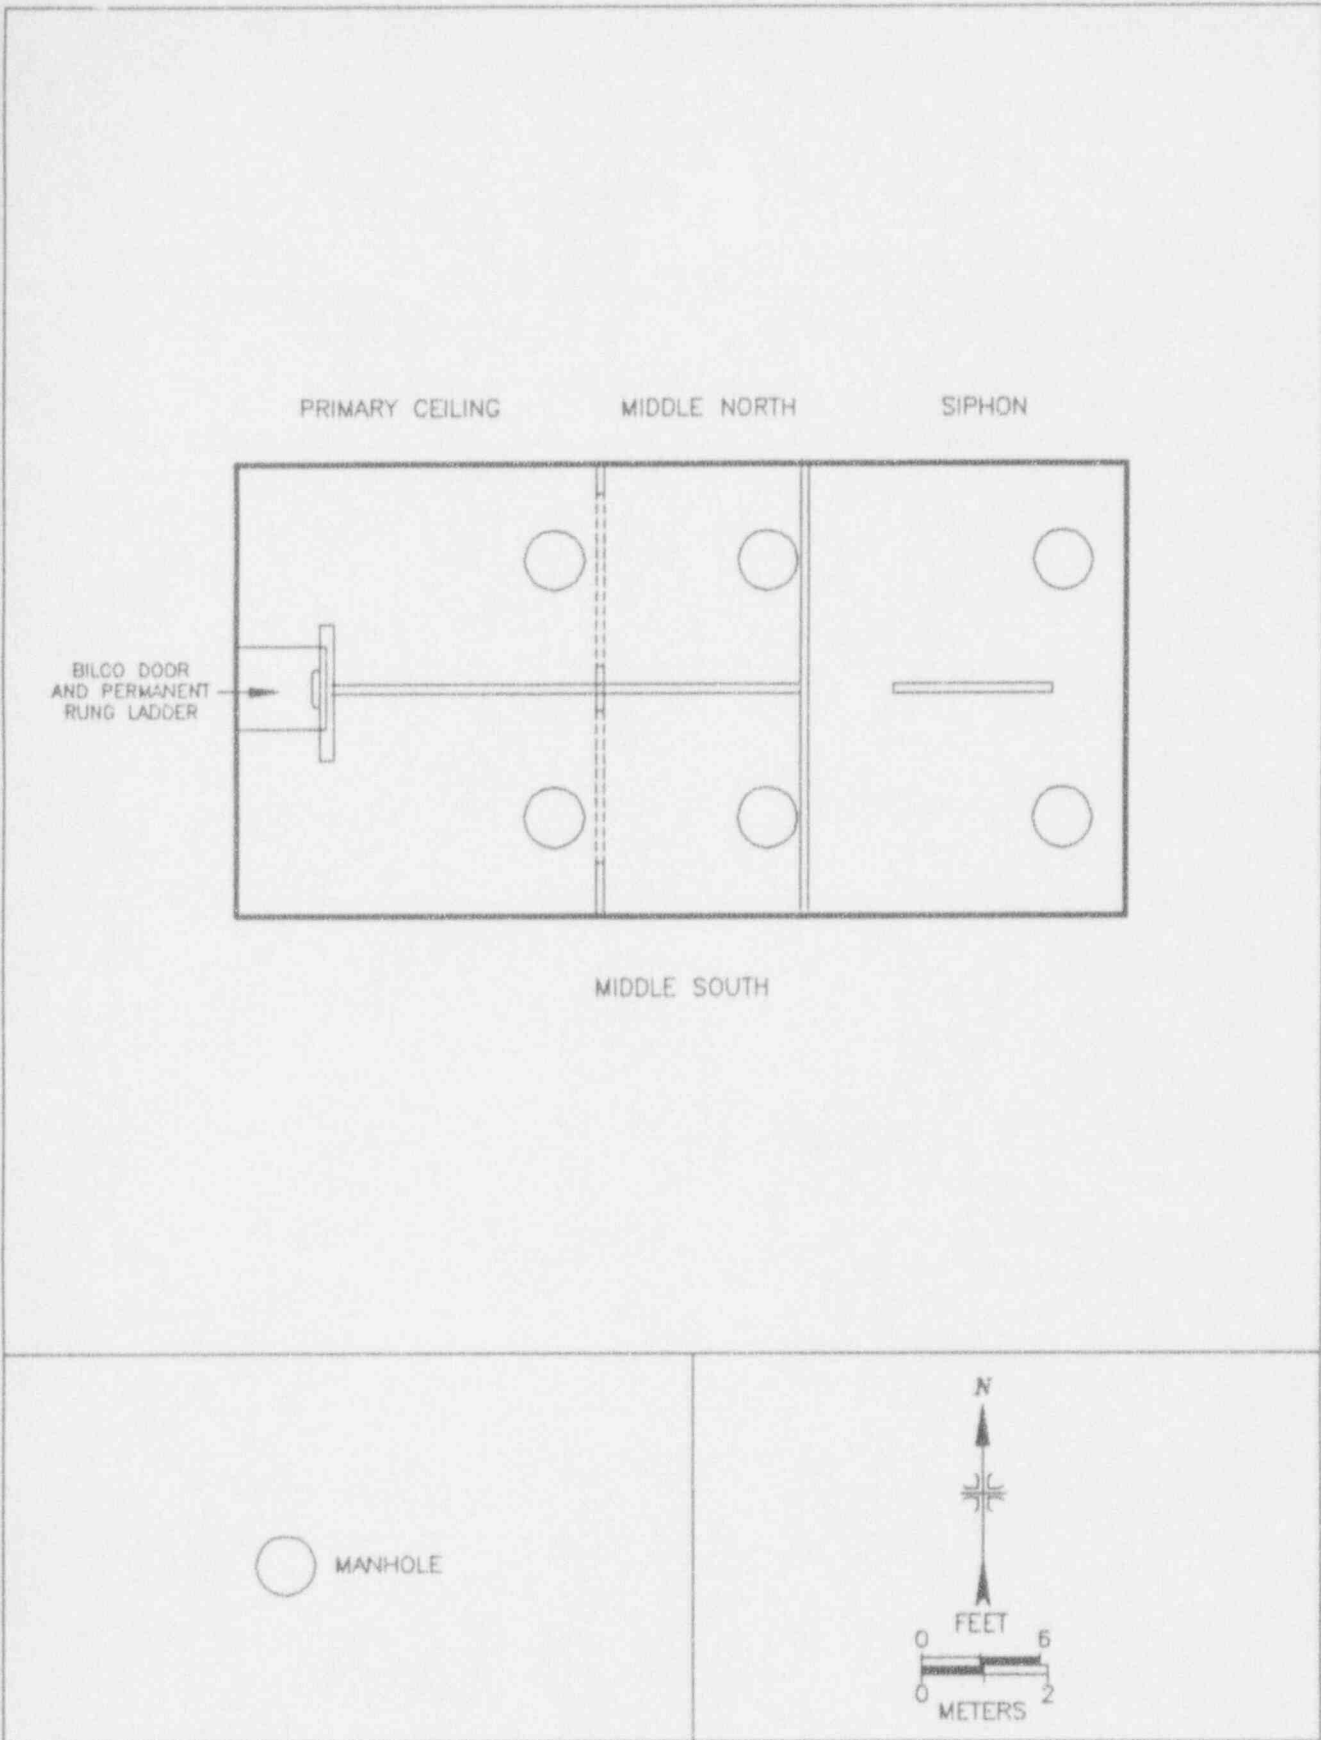 PRIMARY CEILING
MIDDLE NORTH
SIPHON
BILCO DOOR
AND PERMANENT
RUNG LADDER
MIDDLE SOUTH
MANHOLE
N
FEET
0 6
0 2
METERS